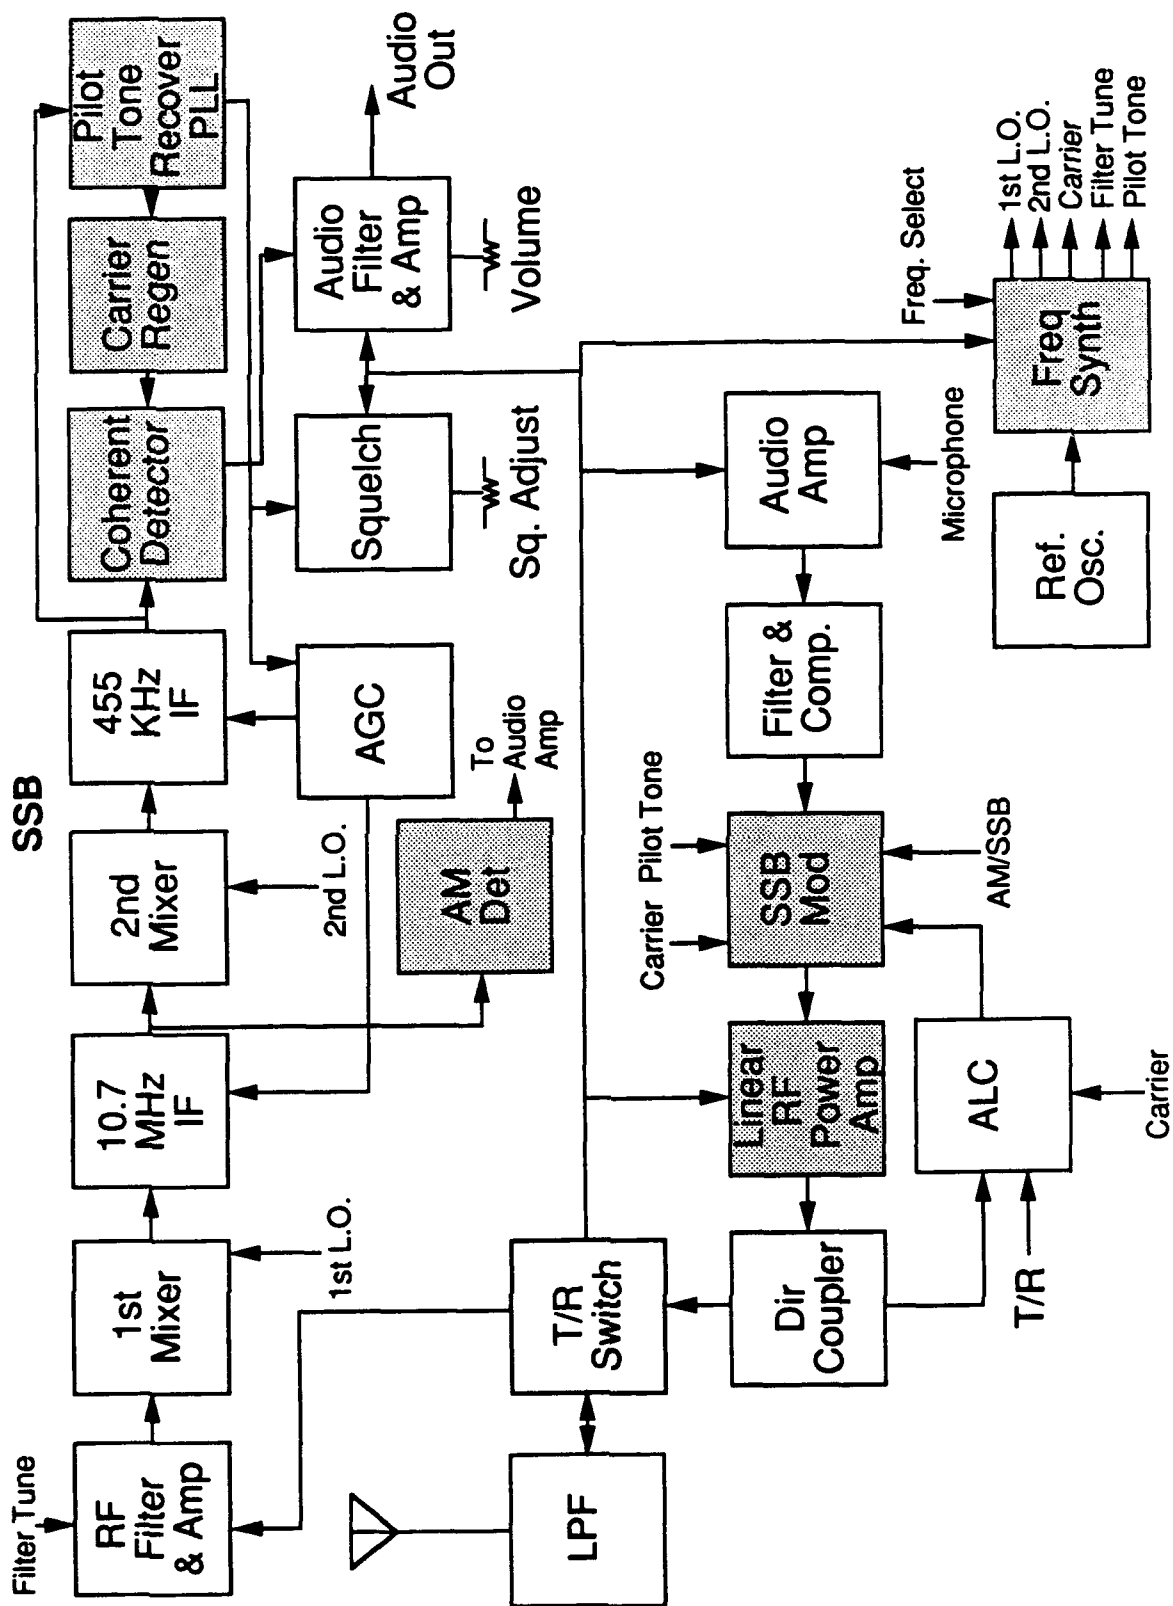 SSB
Filter Tune
RF
Filter
& Amp
1st
Mixer
1st L.O.
10.7
MHz
IF
2nd
Mixer
2nd L.O.
455
KHz
IF
Coherent
Detector
Carrier
Regen
Pilot
Tone
Recover
PLL
AGC
AM
Det
To
Audio
Amp
Squelch
Sq. Adjust
Audio
Filter
& Amp
Volume
Audio
Out
LPF
T/R
Switch
Dir
Coupler
Linear
RF
Power
Amp
Carrier
Pilot Tone
SSB
Mod
AM/SSB
Filter &
Comp.
Audio
Amp
Microphone
ALC
T/R
Carrier
Ref.
Osc.
Freq. Select
Freq
Synth
1st L.O.
2nd L.O.
Carrier
Filter Tune
Pilot Tone